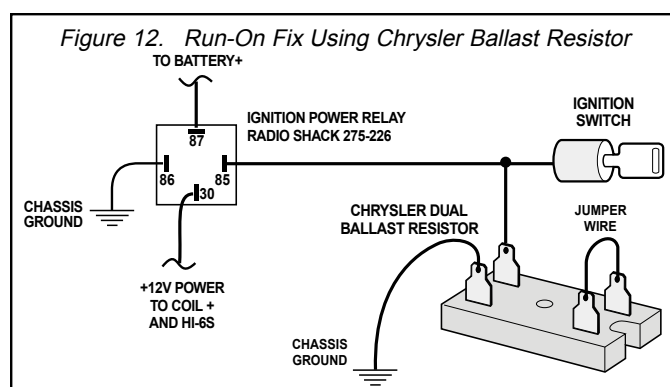 Figure 12. Run-On Fix Using Chrysler Ballast Resistor
TO BATTERY+
IGNITION POWER RELAY
RADIO SHACK 275-226
IGNITION
SWITCH
87
86
85
30
CHASSIS
GROUND
CHRYSLER DUAL
BALLAST RESISTOR
JUMPER
WIRE
+12V POWER
TO COIL +
AND HI-6S
CHASSIS
GROUND